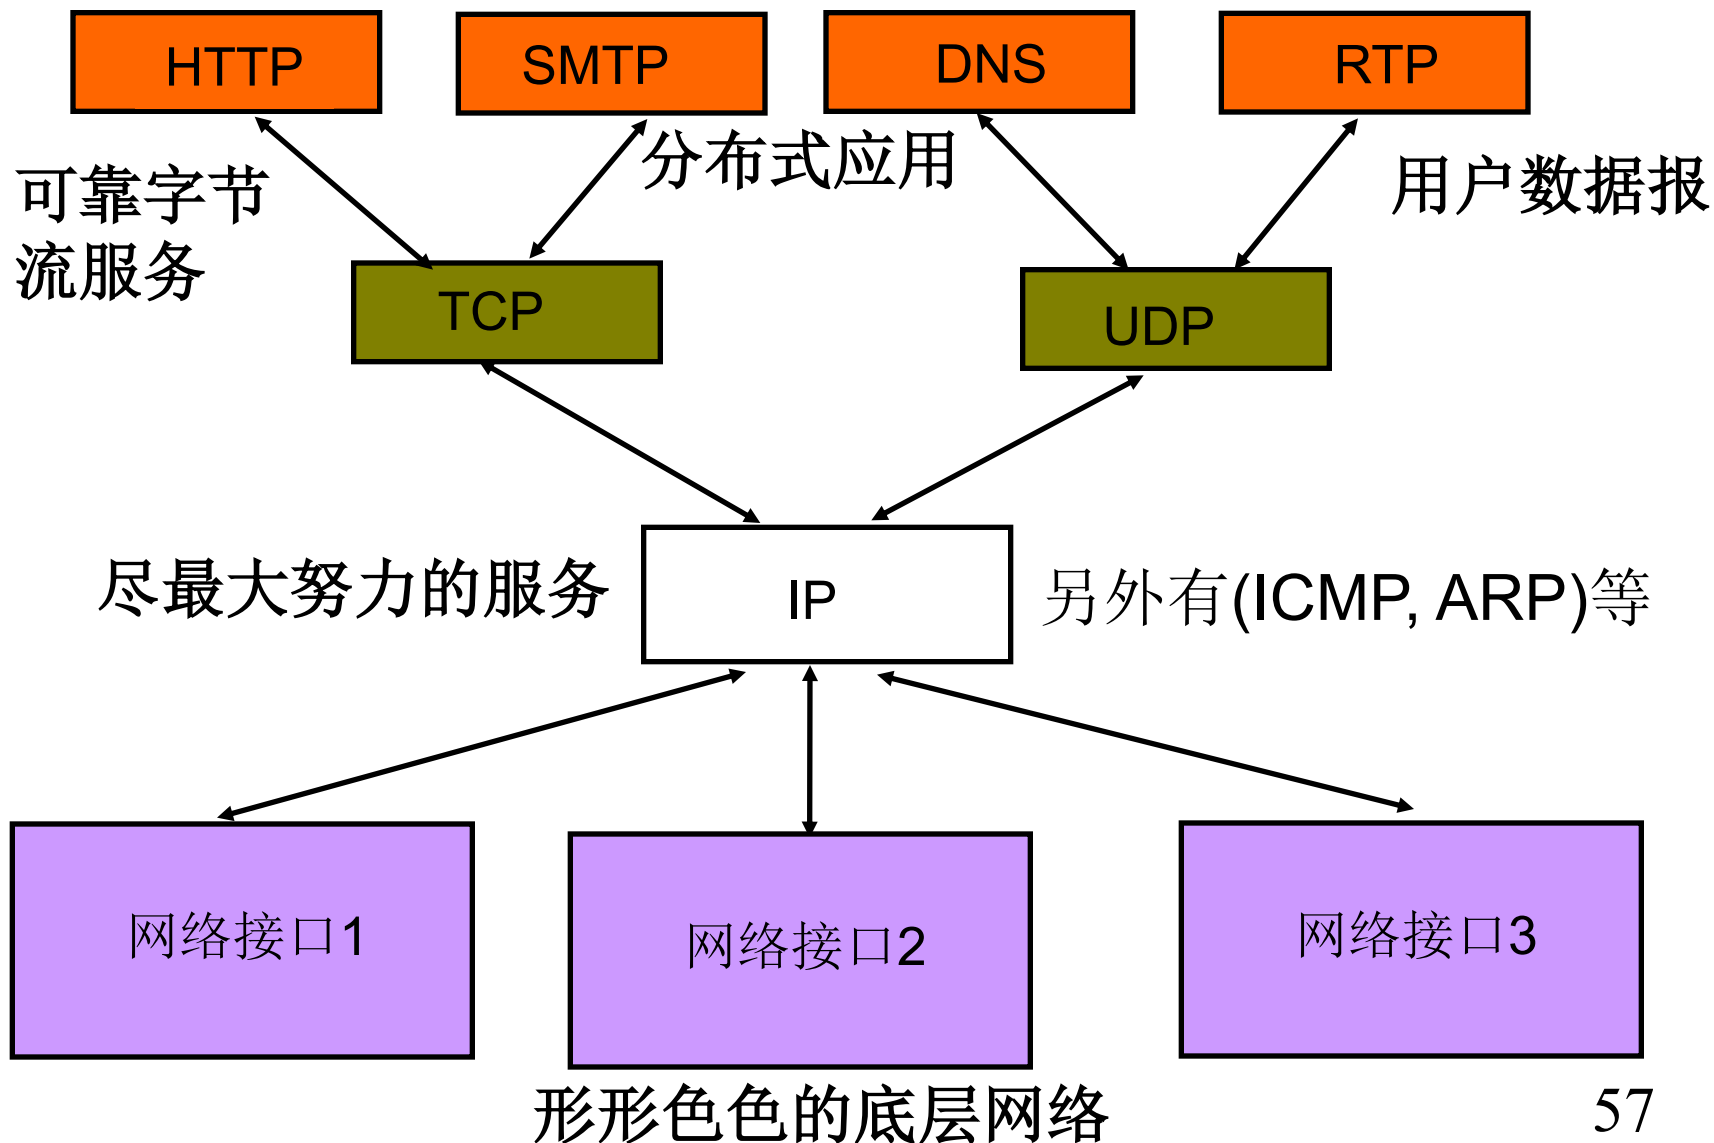 HTTP
SMTP
DNS
RTP
分布式应用
可靠字节
流服务
用户数据报
TCP
UDP
尽最大努力的服务
IP
另外有(ICMP, ARP)等
网络接口1
网络接口2
网络接口3
形形色色的底层网络
57